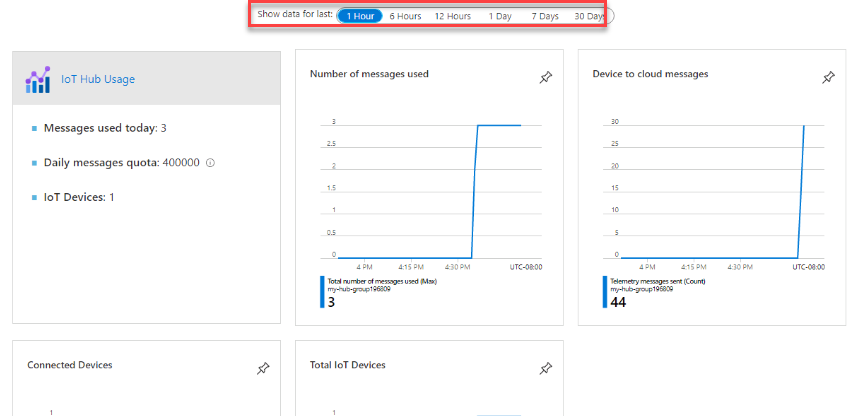 Show data for last: 1 Hour 6 Hours 12 Hours 1 Day 7 Days 30 Days
IoT Hub Usage
Messages used today: 3
Daily messages quota: 400000
IoT Devices: 1
Number of messages used
3
2.5
2
1.5
1
0.5
0
4 PM 4:15 PM 4:30 PM UTC-08:00
Total number of messages used (Max)
my-hub-group196809
3
Device to cloud messages
30
25
20
15
10
5
0
4 PM 4:15 PM 4:30 PM UTC-08:00
Telemetry messages sent (Count)
my-hub-group196809
44
Connected Devices
1
Total IoT Devices
1